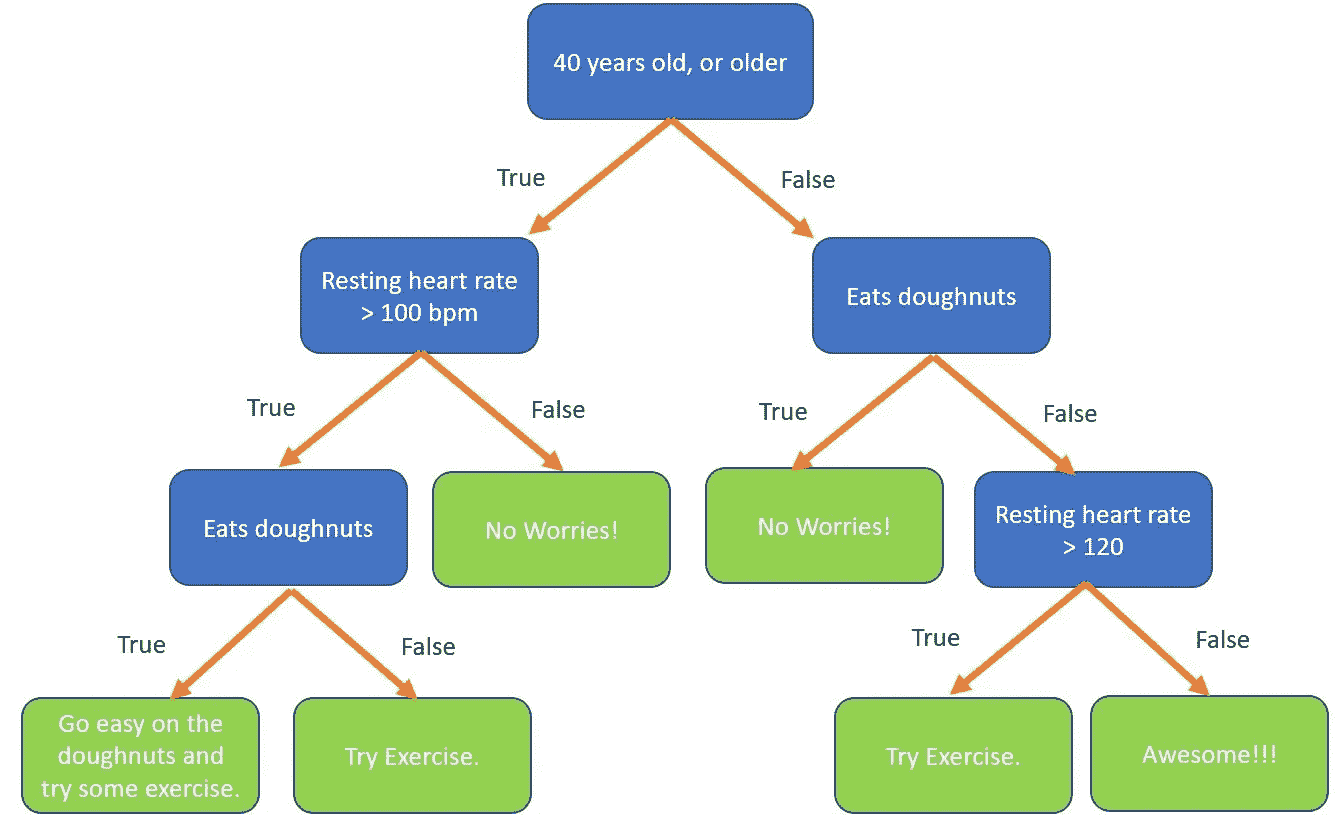 40 years old, or older
True
False
Resting heart rate
> 100 bpm
Eats doughnuts
True
False
True
False
Eats doughnuts
No Worries!
No Worries!
Resting heart rate
> 120
True
False
True
False
Go easy on the
doughnuts and
try some exercise.
Try Exercise.
Try Exercise.
Awesome!!!